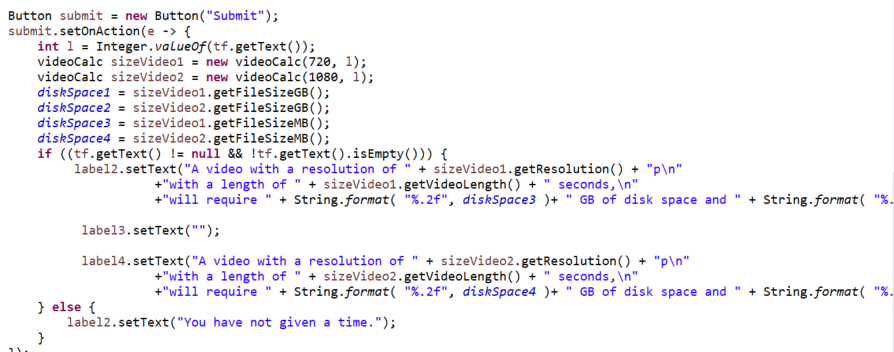 Button submit = new Button("Submit");
submit.setOnAction(e -> {
int l = Integer.valueOf(tf.getText());
videoCalc sizeVideo1 = new videoCalc(720, l);
videoCalc sizeVideo2 = new videoCalc(1080, l);
diskSpace1 = sizeVideo1.getFileSizeGB();
diskSpace2 = sizeVideo2.getFileSizeGB();
diskSpace3 = sizeVideo1.getFileSizeMB();
diskSpace4 = sizeVideo2.getFileSizeMB();
if ((tf.getText() != null && !tf.getText().isEmpty())) {
label2.setText("A video with a resolution of " + sizeVideo1.getResolution() + "p\n"
+"with a length of " + sizeVideo1.getVideoLength() + " seconds,\n"
+"will require " + String.format( "%.2f", diskSpace3 )+ " GB of disk space and " + String.format( "%.
label3.setText("");
label4.setText("A video with a resolution of " + sizeVideo2.getResolution() + "p\n"
+"with a length of " + sizeVideo2.getVideoLength() + " seconds,\n"
+"will require " + String.format( "%.2f", diskSpace4 )+ " GB of disk space and " + String.format( "%.
} else {
label2.setText("You have not given a time.");
}
});